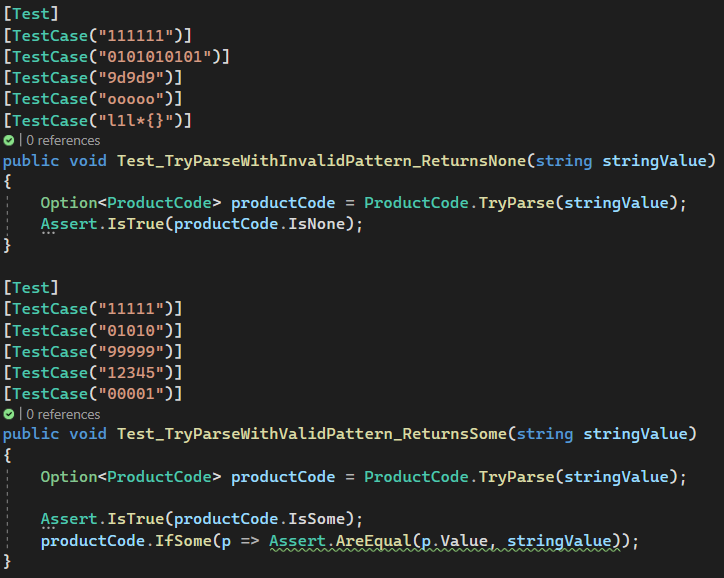 [Test]
[TestCase("111111")]
[TestCase("0101010101")]
[TestCase("9d9d9")]
[TestCase("ooooo")]
[TestCase("l1l*{}")]
| 0 references
public void Test_TryParseWithInvalidPattern_ReturnsNone(string stringValue)
{
    Option<ProductCode> productCode = ProductCode.TryParse(stringValue);
    Assert.IsTrue(productCode.IsNone);
}
[Test]
[TestCase("11111")]
[TestCase("01010")]
[TestCase("99999")]
[TestCase("12345")]
[TestCase("00001")]
| 0 references
public void Test_TryParseWithValidPattern_ReturnsSome(string stringValue)
{
    Option<ProductCode> productCode = ProductCode.TryParse(stringValue);
    Assert.IsTrue(productCode.IsSome);
    productCode.IfSome(p => Assert.AreEqual(p.Value, stringValue));
}